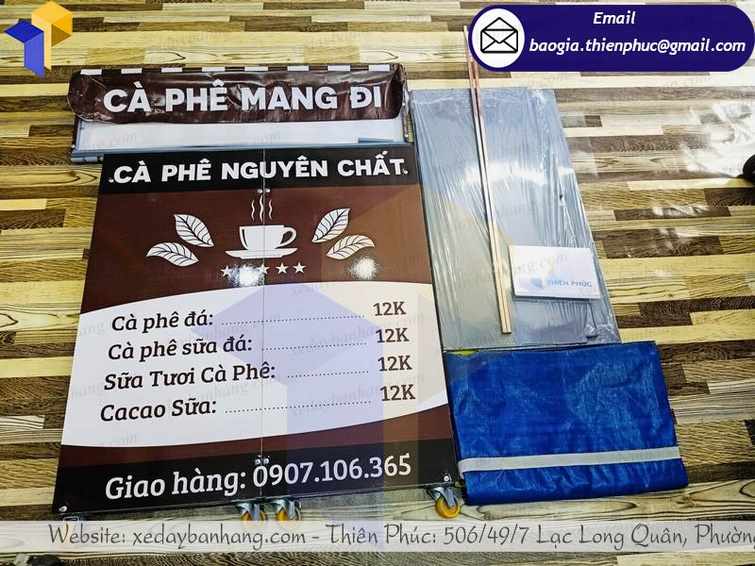 Email
baogia.thienphuc@gmail.com
CÀ PHÊ MANG ĐI
CÀ PHÊ NGUYÊN CHẤT
Cà phê đá: 12K
Cà phê sữa đá: 12K
Sữa Tươi Cà Phê: 12K
Cacao Sữa: 12K
THIÊN PHÚC
Giao hàng: 0907.106.365
Website: xedaybanhang.com - Thiên Phúc: 506/49/7 Lạc Long Quân, Phườn